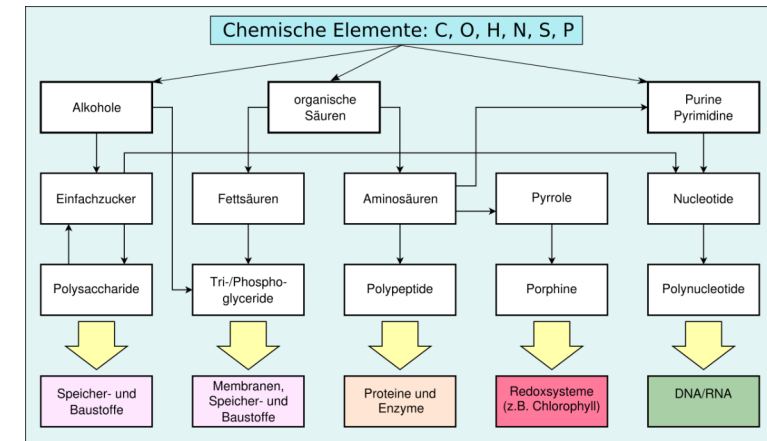 Chemische Elemente: C, O, H, N, S, P
Alkohole
organische
Säuren
Purine
Pyrimidine
Einfachzucker
Fettsäuren
Aminosäuren
Pyrrole
Nucleotide
Polysaccharide
Tri-/Phospho-
glyceride
Polypeptide
Porphine
Polynucleotide
Speicher- und
Baustoffe
Membranen,
Speicher- und
Baustoffe
Proteine und
Enzyme
Redoxsysteme
(z.B. Chlorophyll)
DNA/RNA